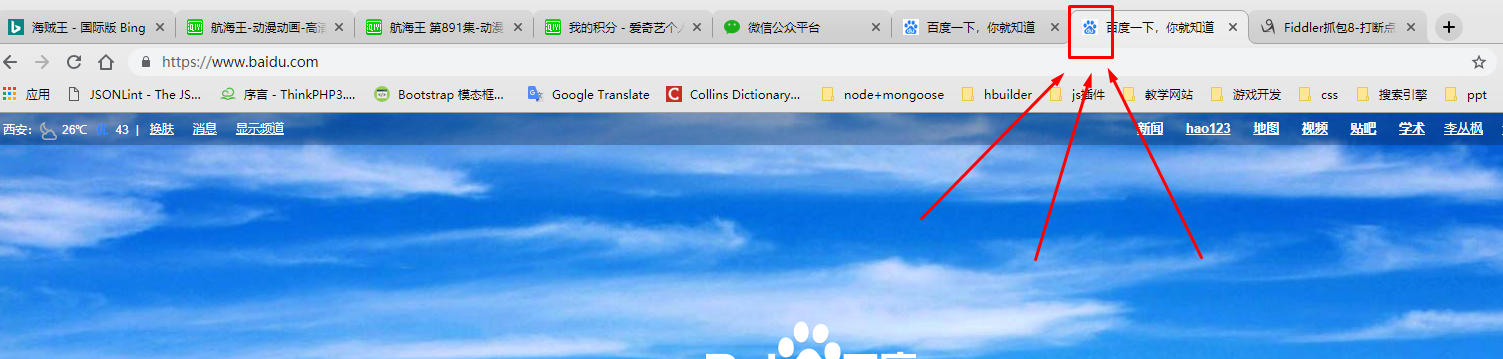 海贼王 - 国际版 Bing
航海王-动漫动画-高清
航海王 第891集-动漫
我的积分 - 爱奇艺个人
微信公众平台
百度一下，你就知道
百度一下，你就知道
Fiddler抓包8-打断点
https://www.baidu.com
应用
JSONLint - The JS...
序言 - ThinkPHP3....
Bootstrap 模态框...
Google Translate
Collins Dictionary...
node+mongoose
hbuilder
js插件
教学网站
游戏开发
css
搜索引擎
ppt
西安： 26℃ 43 | 换肤 消息 显示频道
新闻 hao123 地图 视频 贴吧 学术 李丛枫